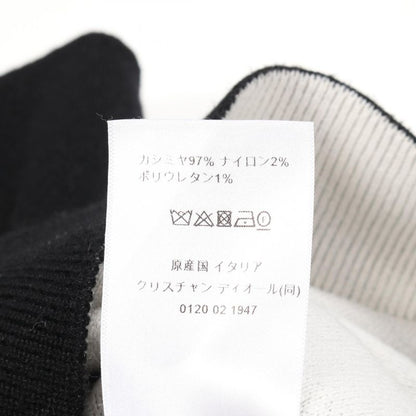 カシミヤ97% ナイロン2%
ポリウレタン1%
原産国 イタリア
クリスチャン ディオール(同)
0120 02 1947